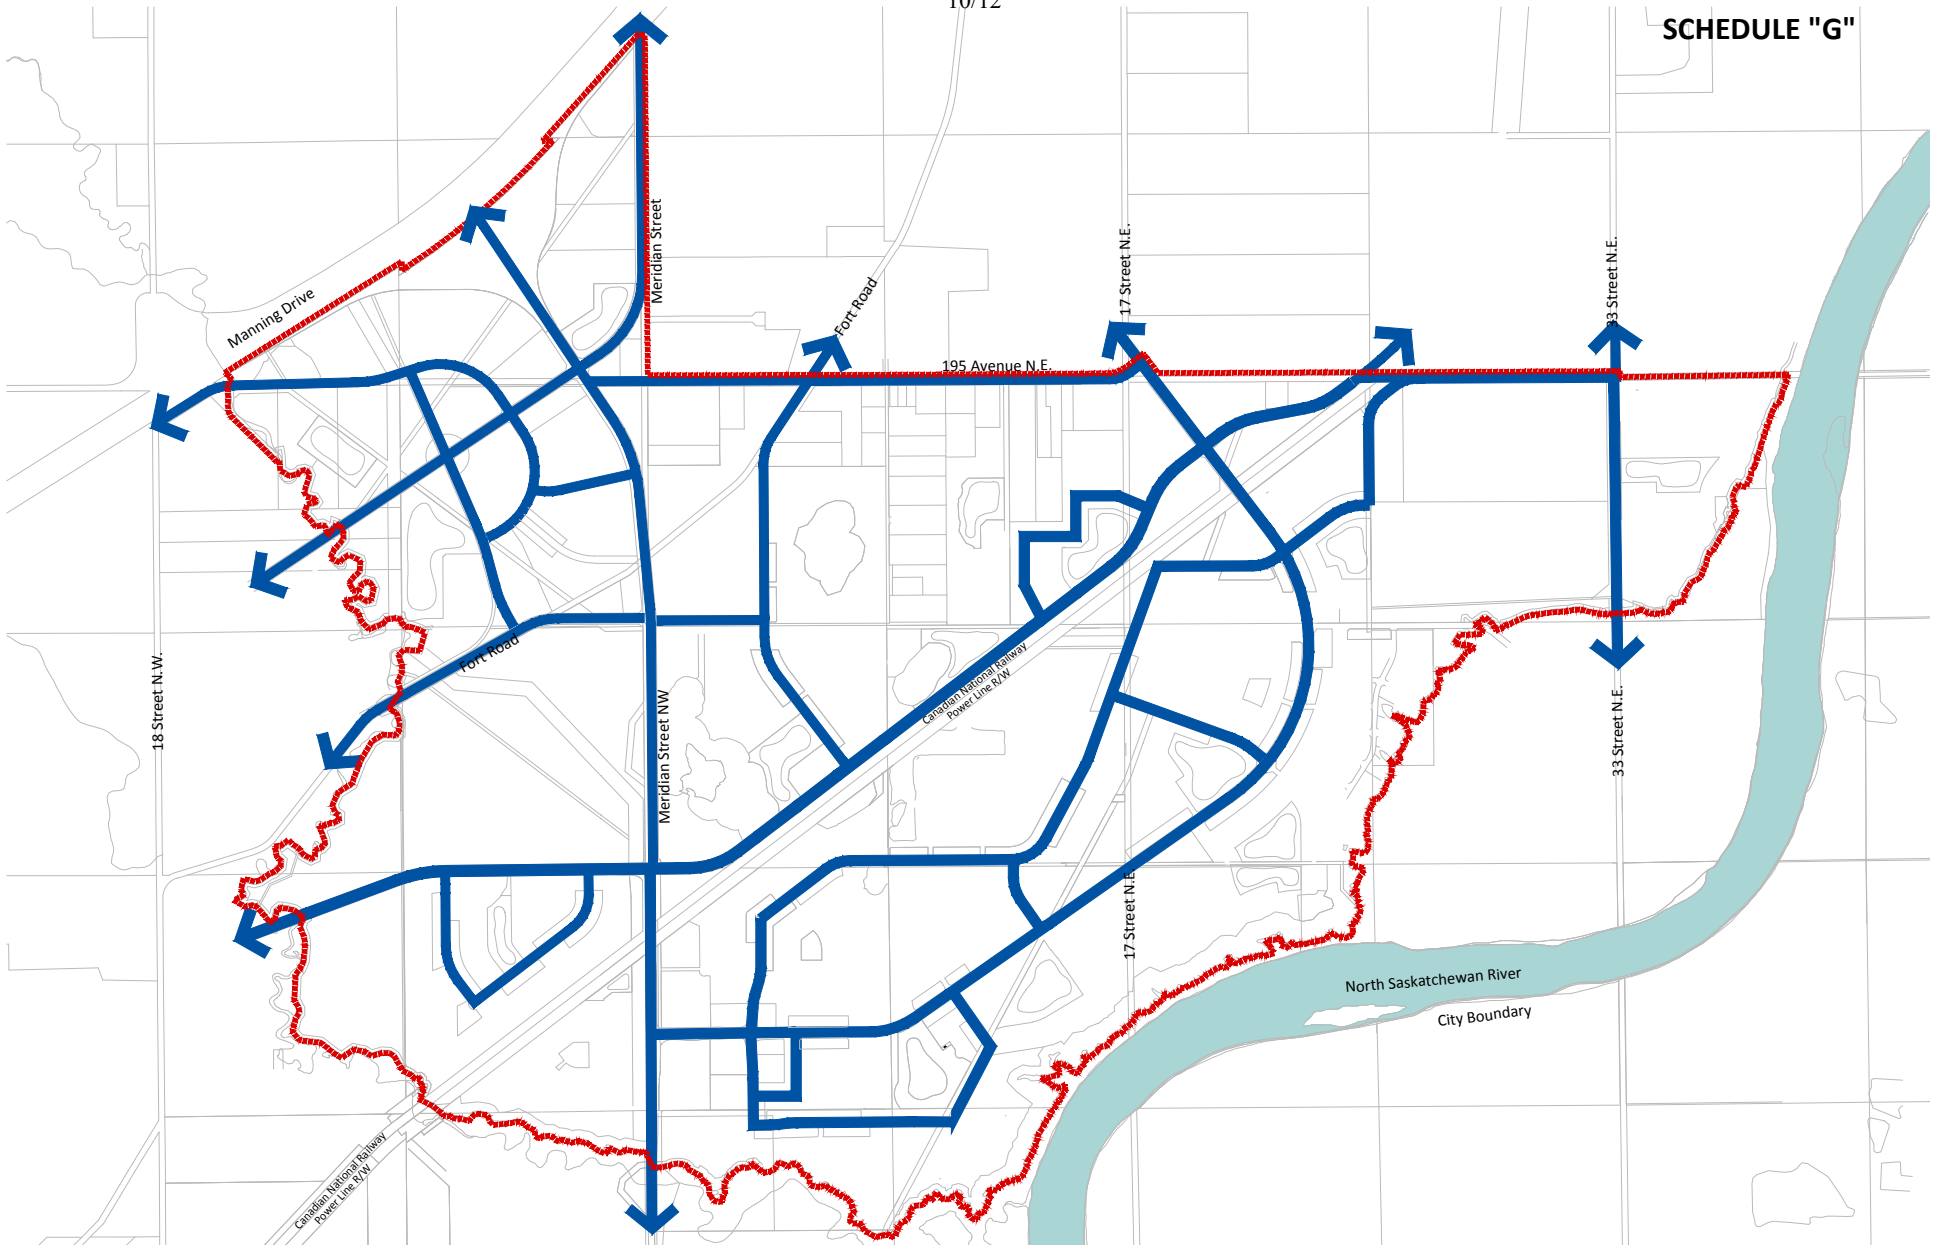 10/12
SCHEDULE "G"
Meridian Street
17 Street N.E.
33 Street N.E.
Manning Drive
Fort Road
195 Avenue N.E.
Fort Road
18 Street N.W.
Meridian Street NW
Canadian National Railway
Power Line R/W
33 Street N.E.
17 Street N.E.
North Saskatchewan River
City Boundary
Canadian National Railway
Power Line R/W